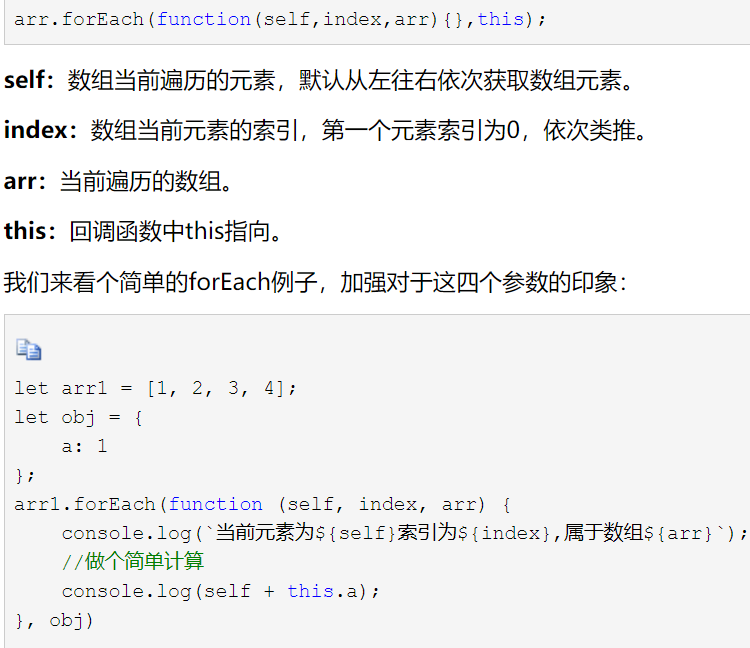 arr.forEach(function(self,index,arr){},this);
self：数组当前遍历的元素，默认从左往右依次获取数组元素。
index：数组当前元素的索引，第一个元素索引为0，依次类推。
arr：当前遍历的数组。
this：回调函数中this指向。
我们来看个简单的forEach例子，加强对于这四个参数的印象：
let arr1 = [1, 2, 3, 4];
let obj = {
    a: 1
};
arr1.forEach(function (self, index, arr) {
    console.log(`当前元素为${self}索引为${index},属于数组${arr}`);
    //做个简单计算
    console.log(self + this.a);
}, obj)